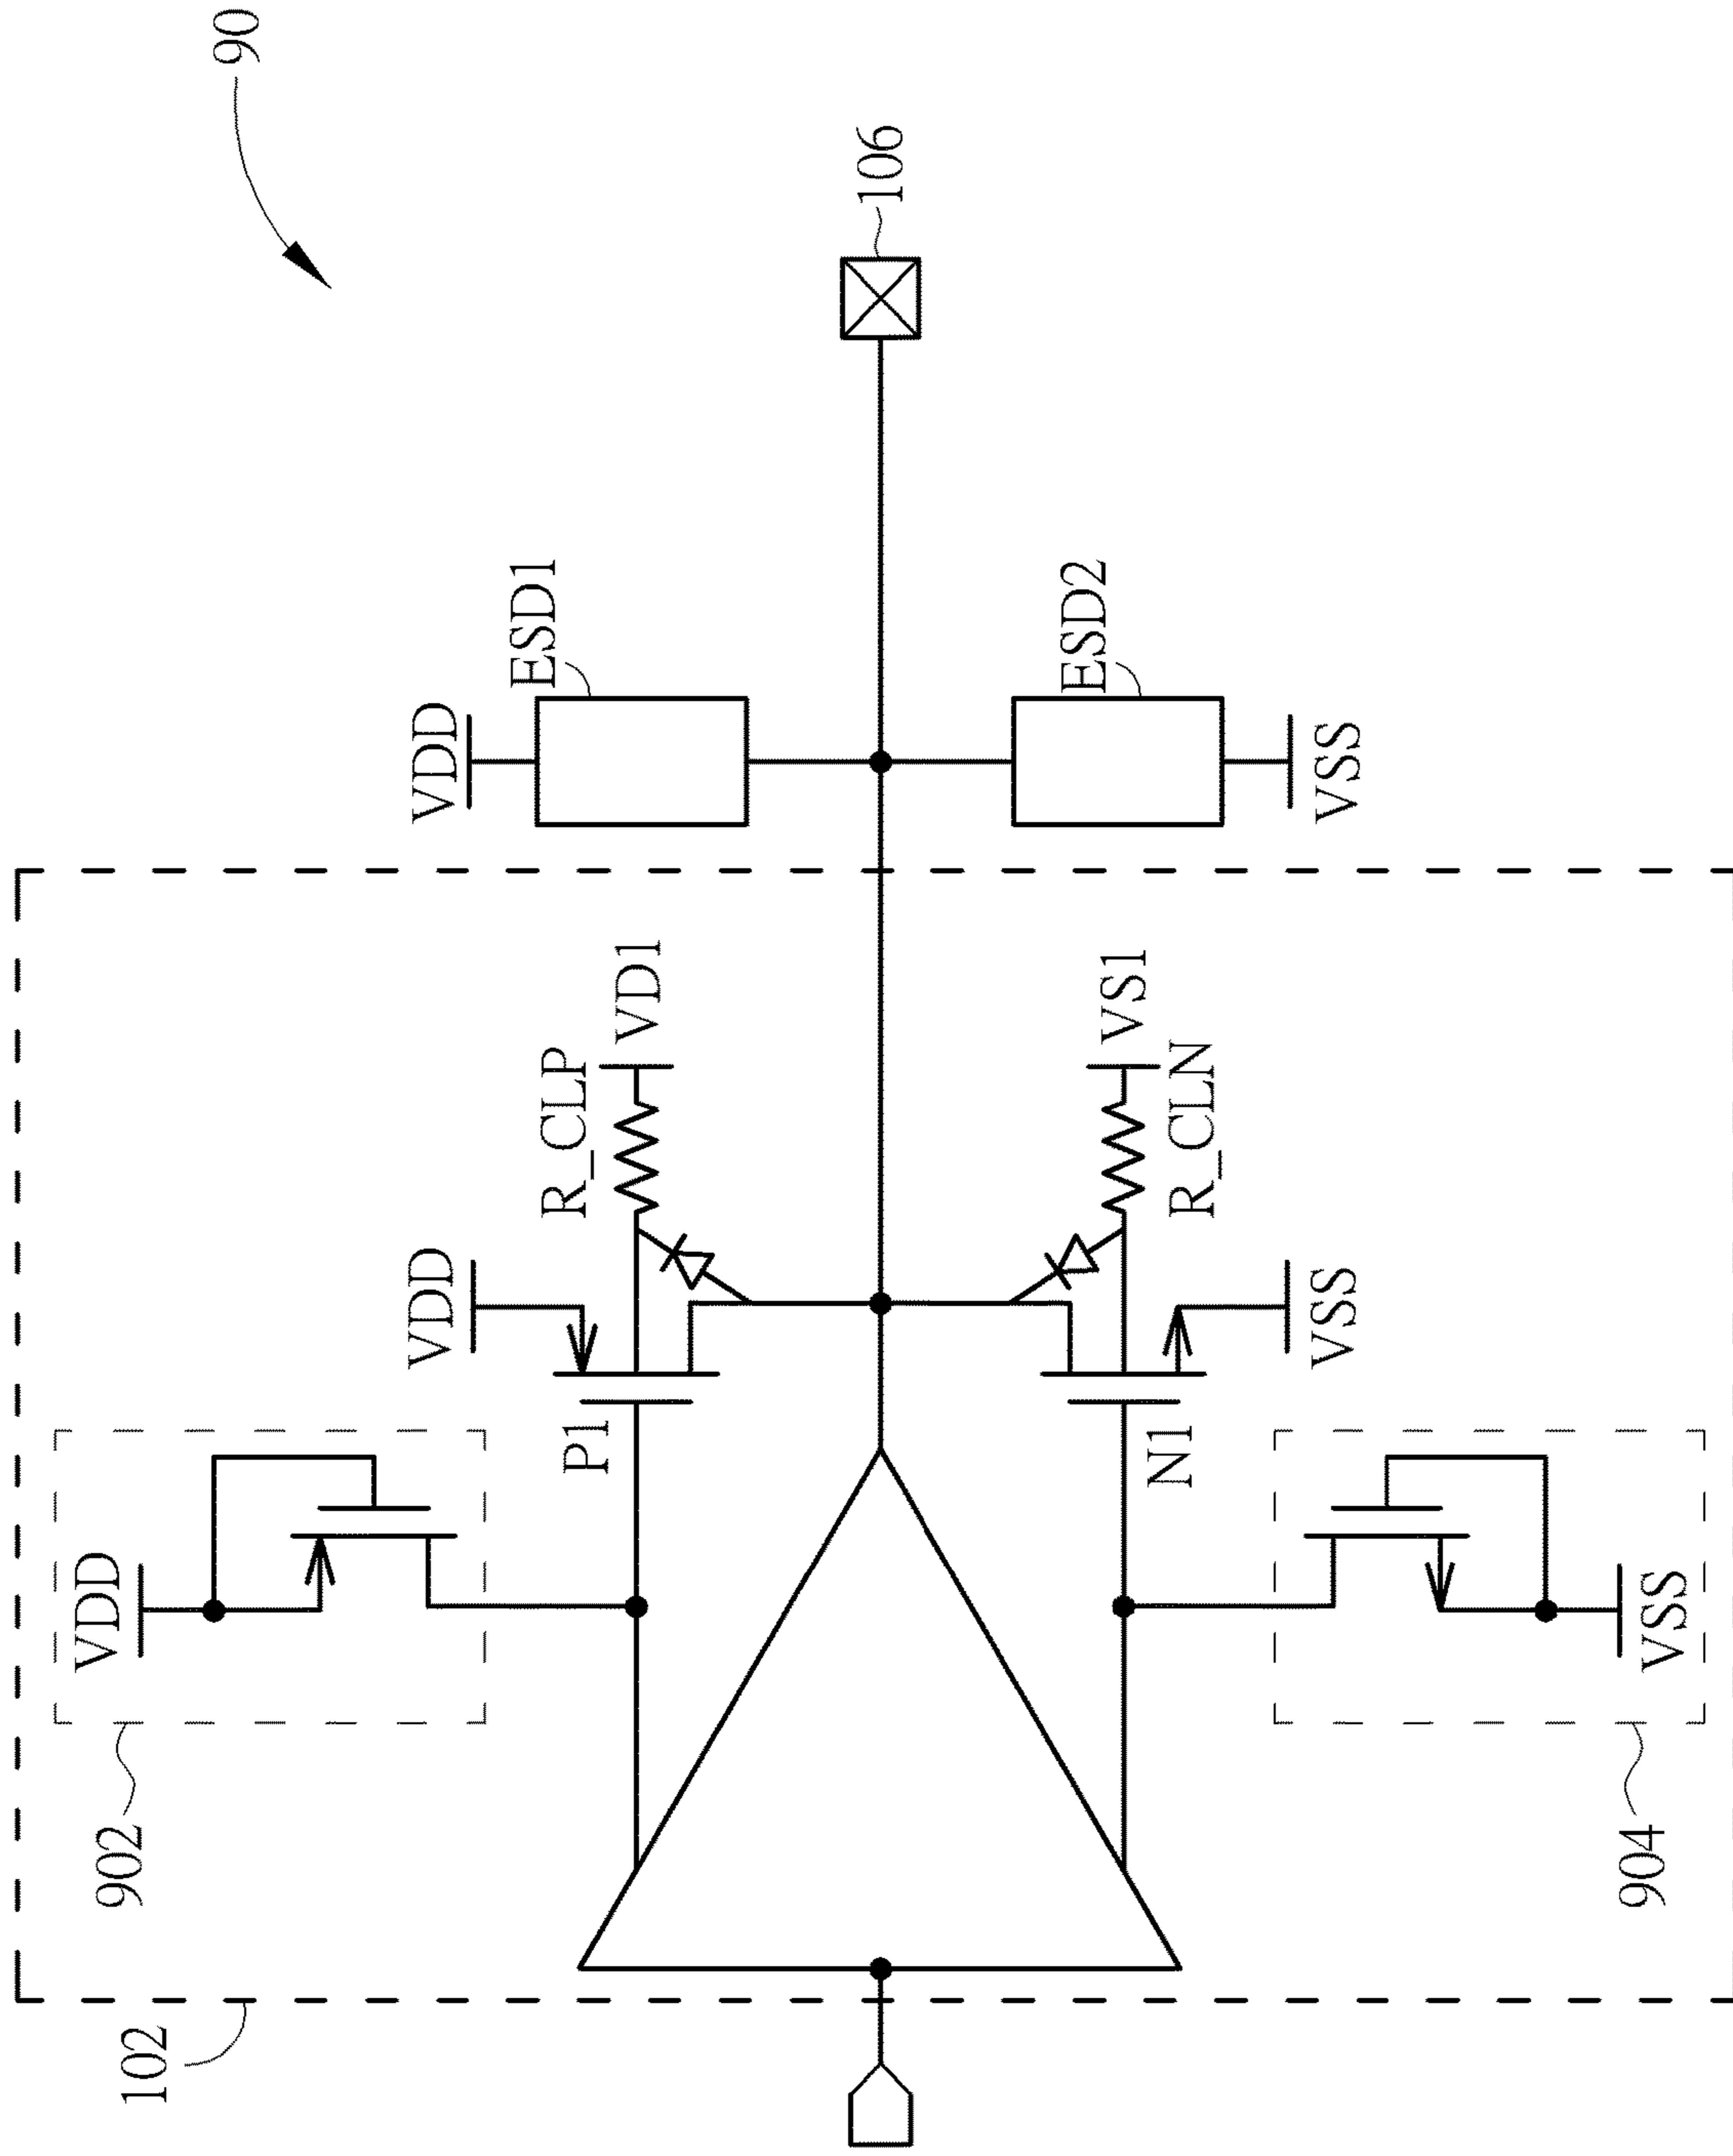 90
102
902
VDD
VDD
P1
R_CLP
VD1
VDD
ESD1
106
N1
R_CLN
VS1
VSS
ESD2
VSS
904
VSS